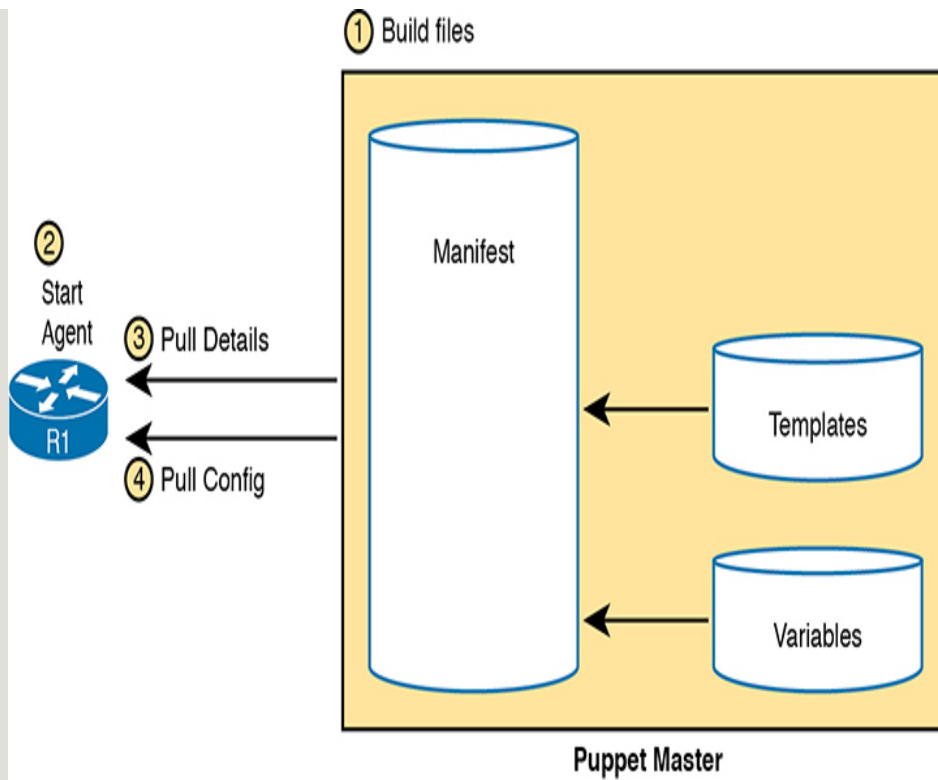 1 Build files
Manifest
2
Start
Agent
3 Pull Details
R1
4 Pull Config
Templates
Variables
Puppet Master